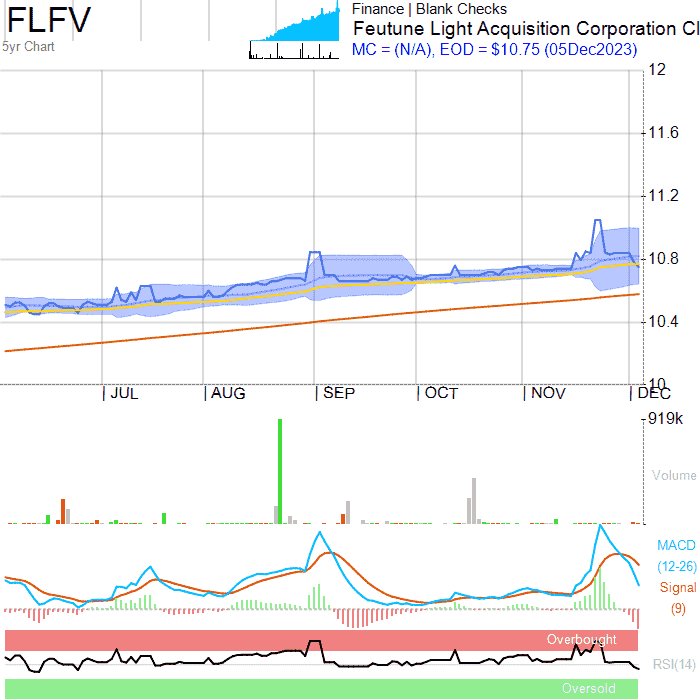 FLFV
5yr Chart
Finance | Blank Checks
Feutune Light Acquisition Corporation Cl
MC = (N/A), EOD = $10.75 (05Dec2023)
12
11.6
11.2
10.8
10.4
10
| JUL | AUG | SEP | OCT | NOV | DEC
919k
Volume
MACD
(12-26)
Signal
(9)
Overbought
RSI(14)
Oversold